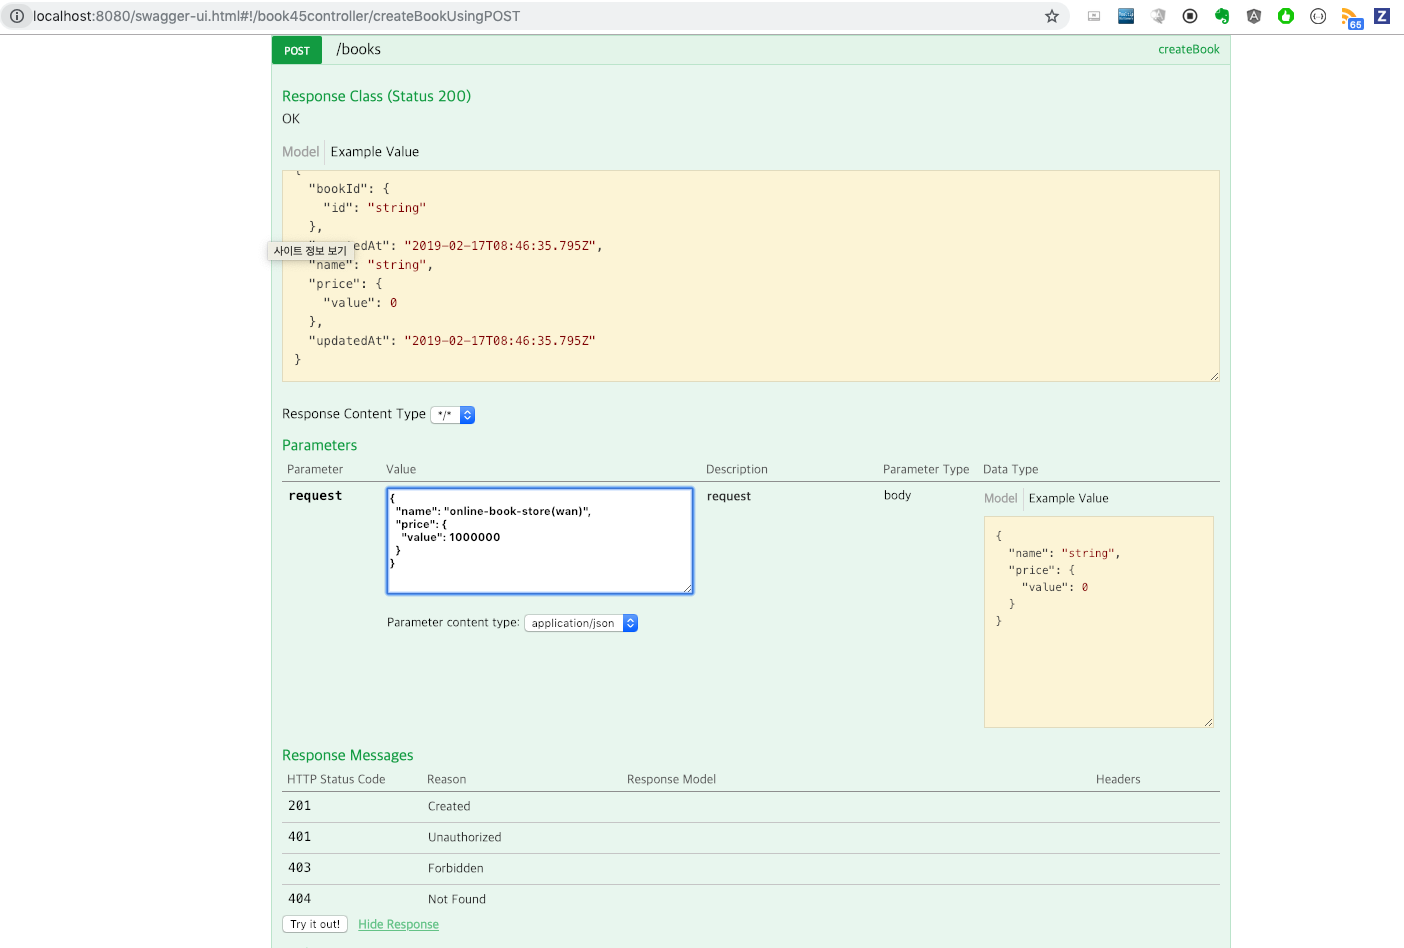 localhost:8080/swagger-ui.html#!/book45controller/createBookUsingPOST
65
Z
POST /books createBook
Response Class (Status 200)
OK
Model Example Value
{
"bookId": {
"id": "string"
},
edAt": "2019-02-17T08:46:35.795Z",
사이트 정보 보기
"name": "string",
"price": {
"value": 0
},
"updatedAt": "2019-02-17T08:46:35.795Z"
}
Response Content Type */*
Parameters
Parameter Value Description Parameter Type Data Type
request
{
"name": "online-book-store(wan)",
"price": {
"value": 1000000
}
}
request body
Model Example Value
{
"name": "string",
"price": {
"value": 0
}
}
Parameter content type: application/json
Response Messages
HTTP Status Code Reason Response Model Headers
201 Created
401 Unauthorized
403 Forbidden
404 Not Found
Try it out! Hide Response